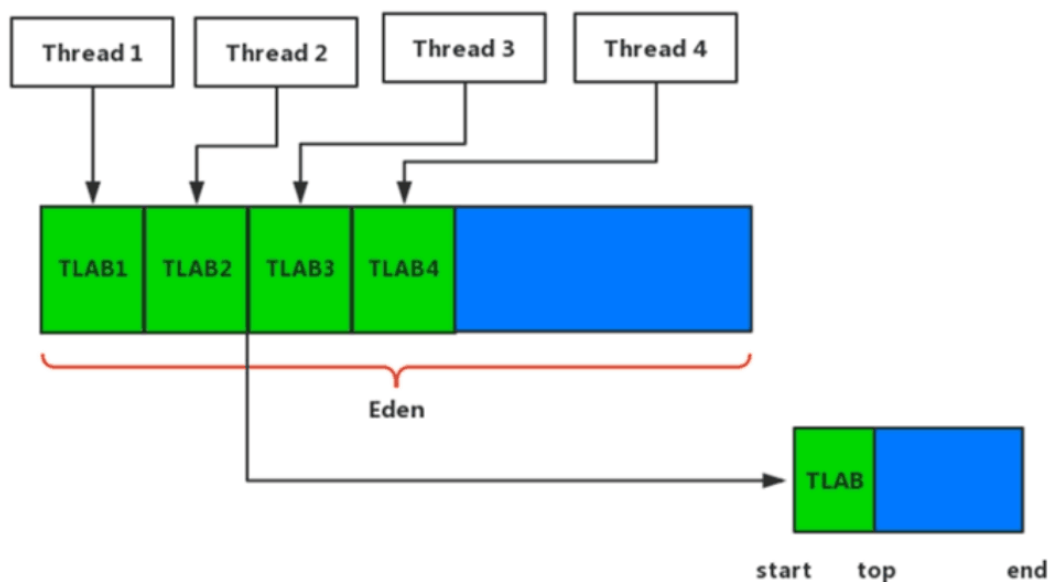 Thread 1
Thread 2
Thread 3
Thread 4
TLAB1
TLAB2
TLAB3
TLAB4
Eden
TLAB
start
top
end